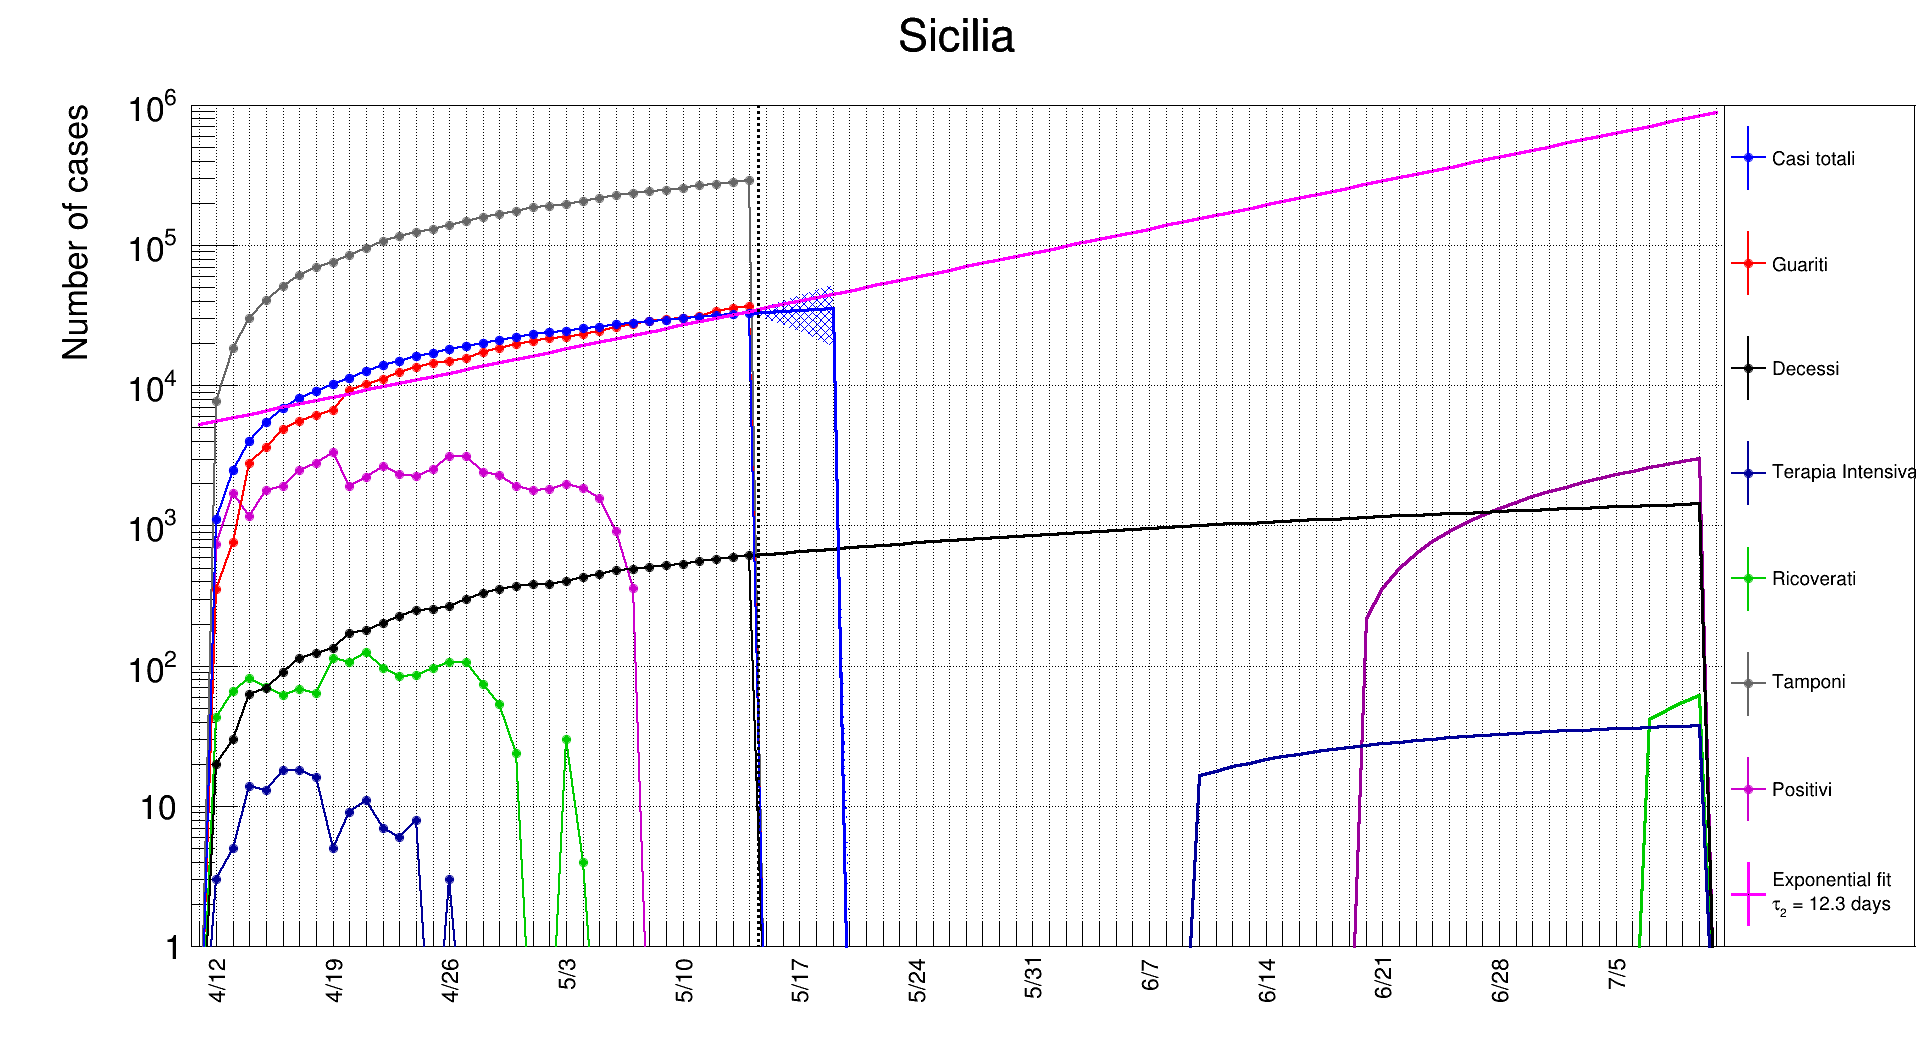 Sicilia
Number of cases
10^6
10^5
10^4
10^3
10^2
10
1
4/12
4/19
4/26
5/3
5/10
5/17
5/24
5/31
6/7
6/14
6/21
6/28
7/5
Casi totali
Guariti
Decessi
Terapia Intensiva
Ricoverati
Tamponi
Positivi
Exponential fit
τ_2 = 12.3 days